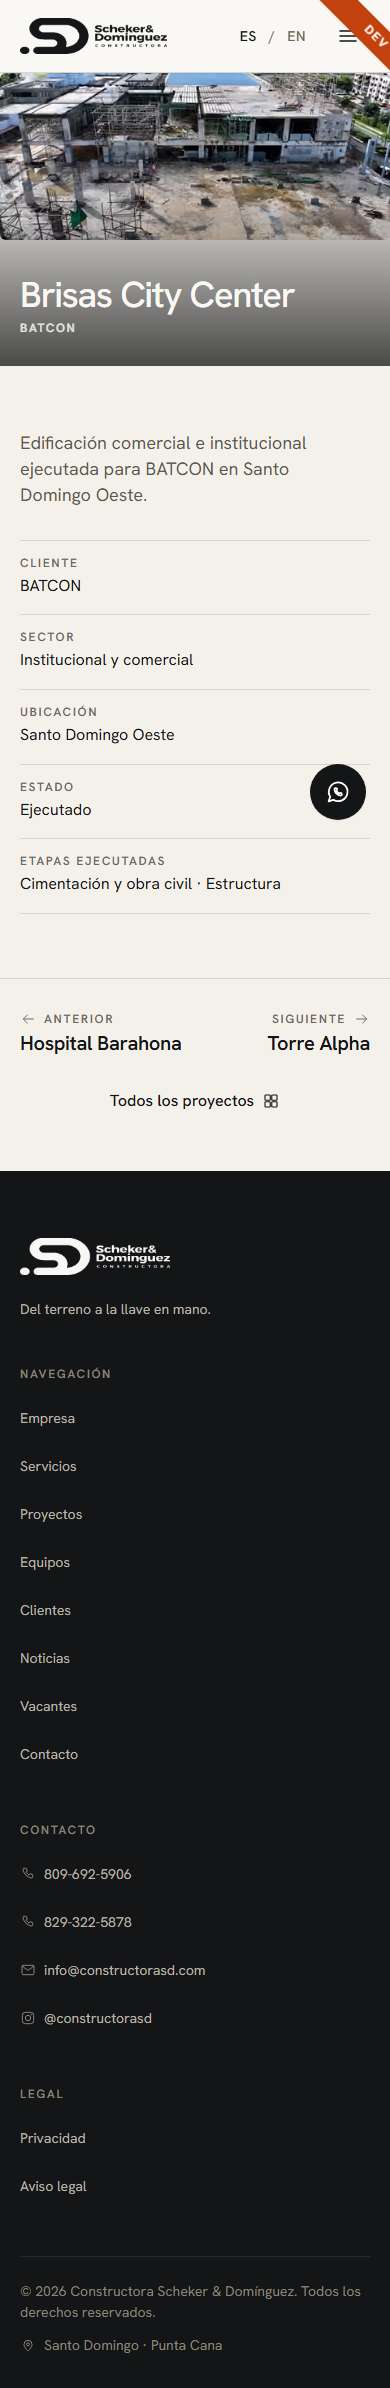 Scheker&
Dominguez
CONSTRUCTORA
ES / EN
DEV
Brisas City Center
BATCON
Edificación comercial e institucional
ejecutada para BATCON en Santo
Domingo Oeste.
CLIENTE
BATCON
SECTOR
Institucional y comercial
UBICACIÓN
Santo Domingo Oeste
ESTADO
Ejecutado
ETAPAS EJECUTADAS
Cimentación y obra civil · Estructura
← ANTERIOR
Hospital Barahona
SIGUIENTE →
Torre Alpha
Todos los proyectos
Scheker&
Dominguez
CONSTRUCTORA
Del terreno a la llave en mano.
NAVEGACIÓN
Empresa
Servicios
Proyectos
Equipos
Clientes
Noticias
Vacantes
Contacto
CONTACTO
809-692-5906
829-322-5878
info@constructorasd.com
@constructorasd
LEGAL
Privacidad
Aviso legal
© 2026 Constructora Scheker & Domínguez. Todos los
derechos reservados.
Santo Domingo · Punta Cana